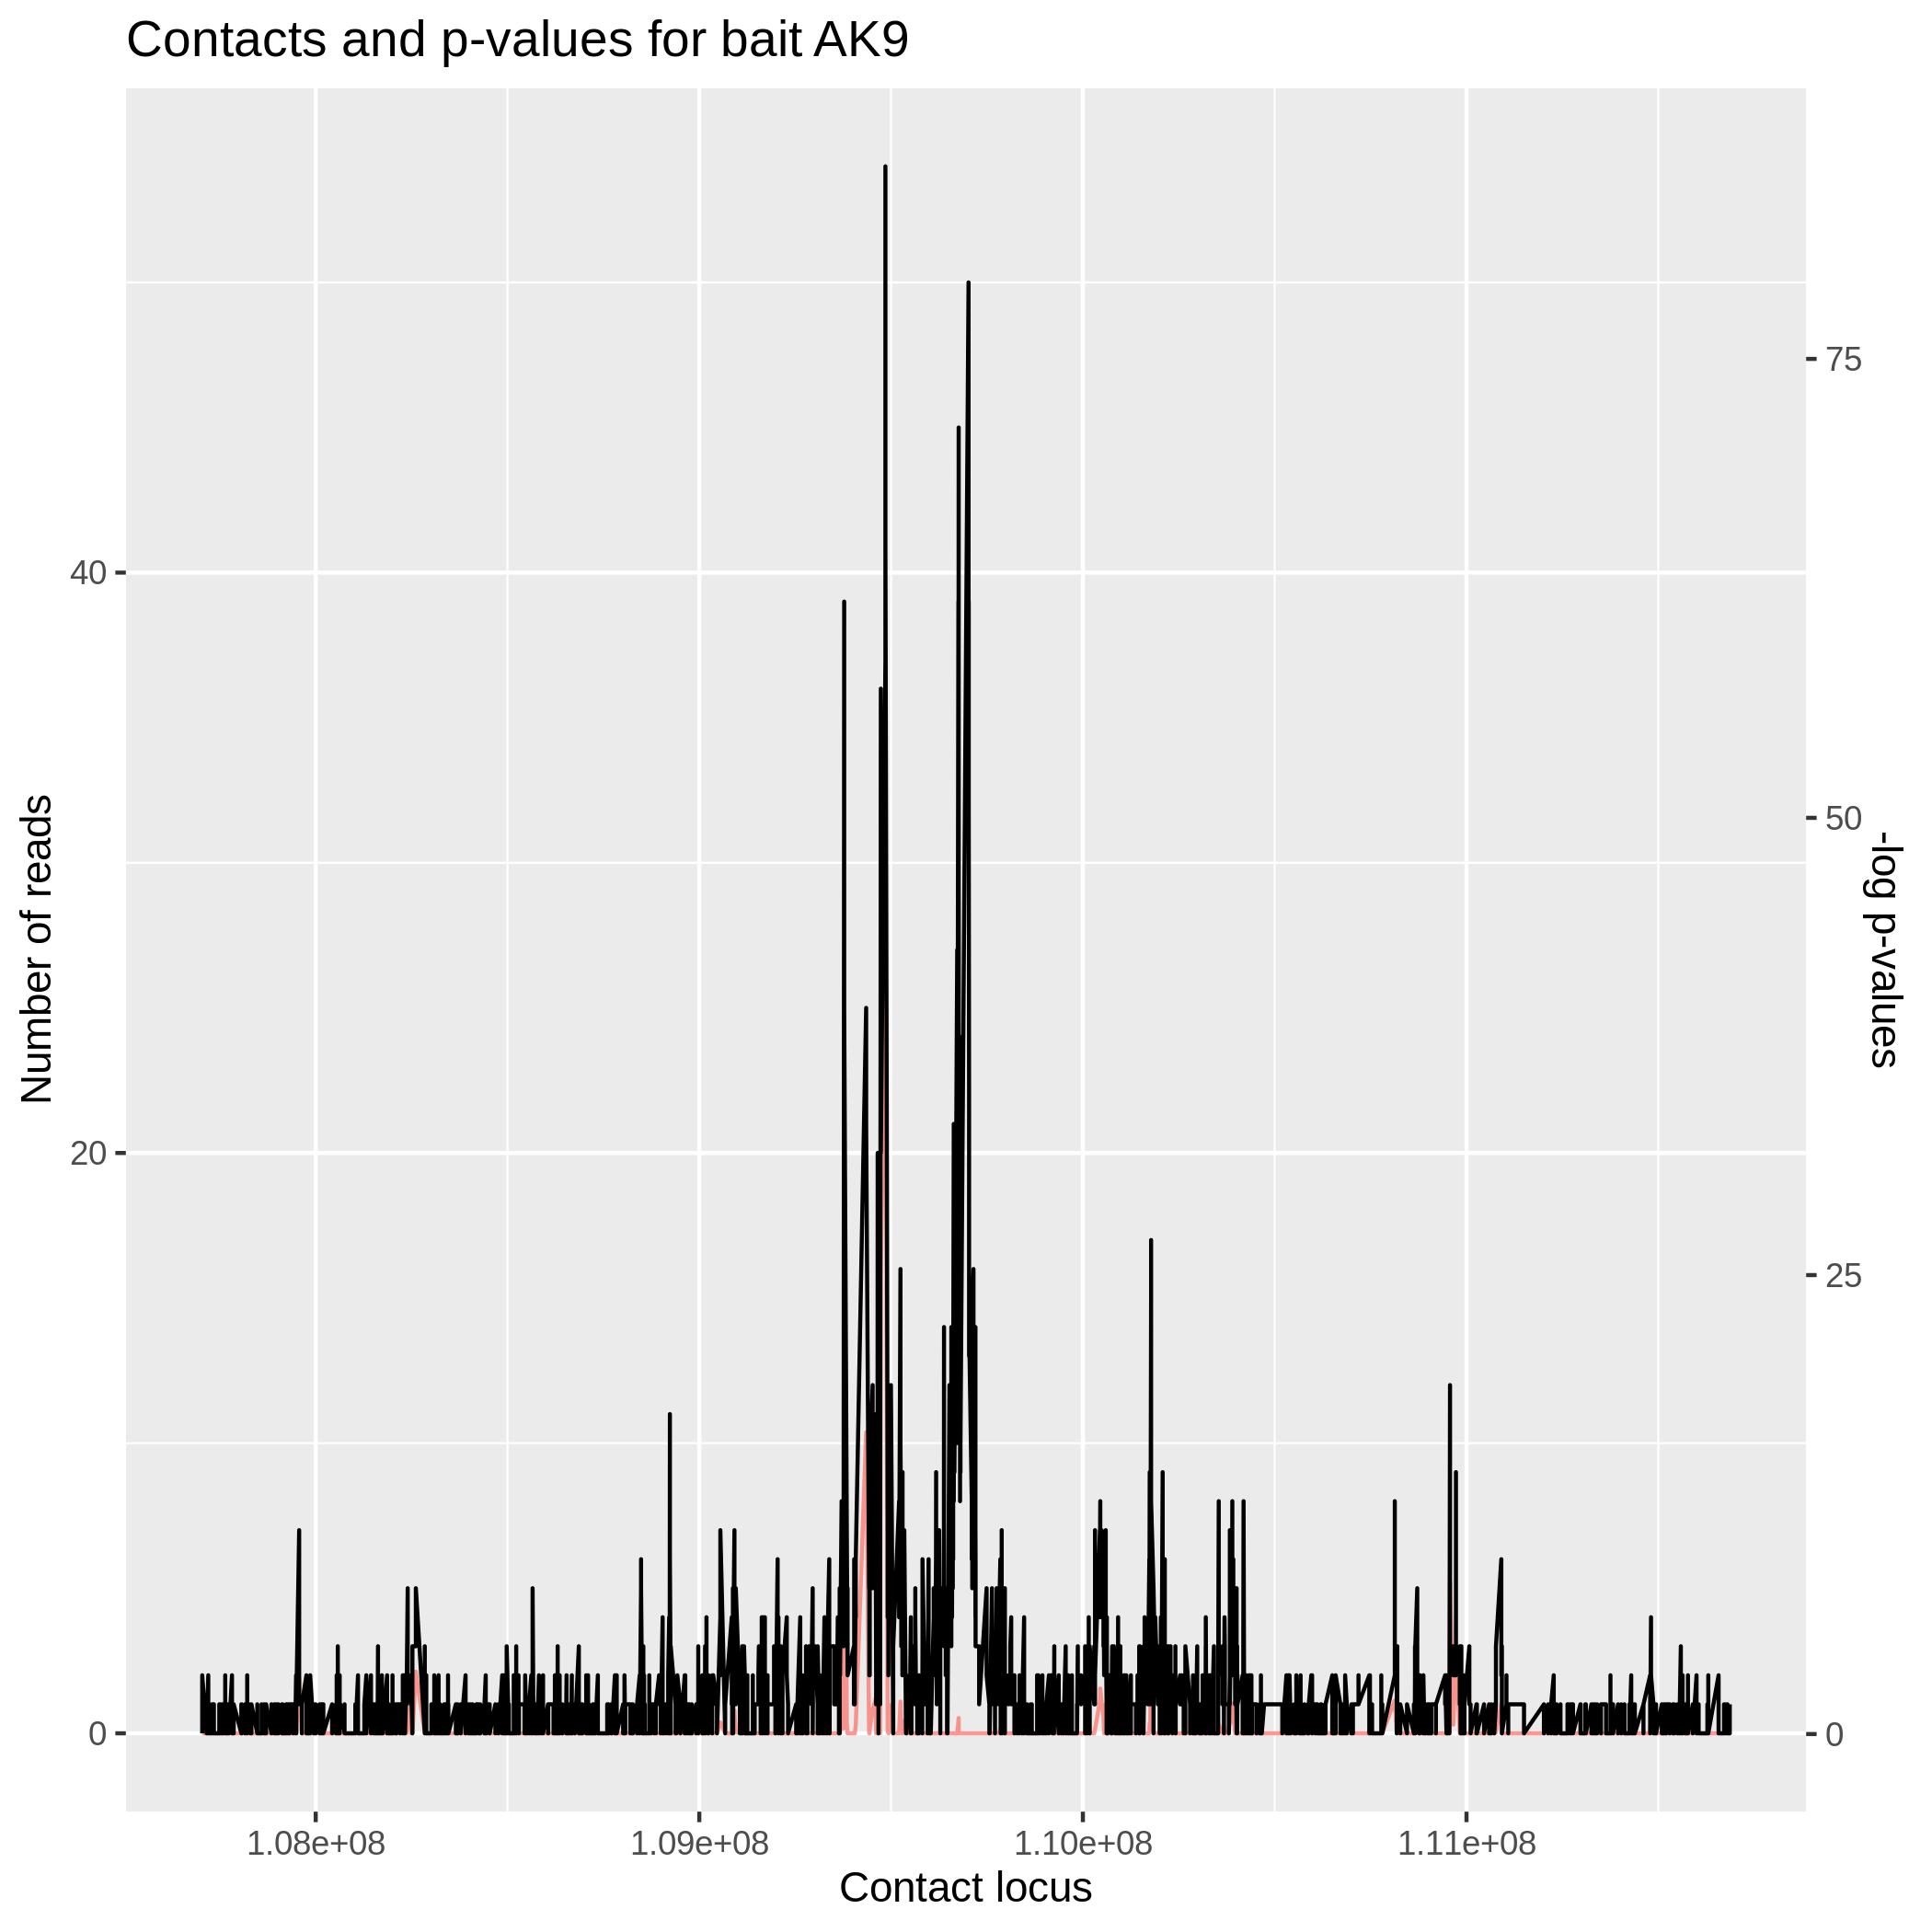 Contacts and p-values for bait AK9
Number of reads
40
20
0
75
50
25
0
-log p-values
1.08e+08
1.09e+08
1.10e+08
1.11e+08
Contact locus